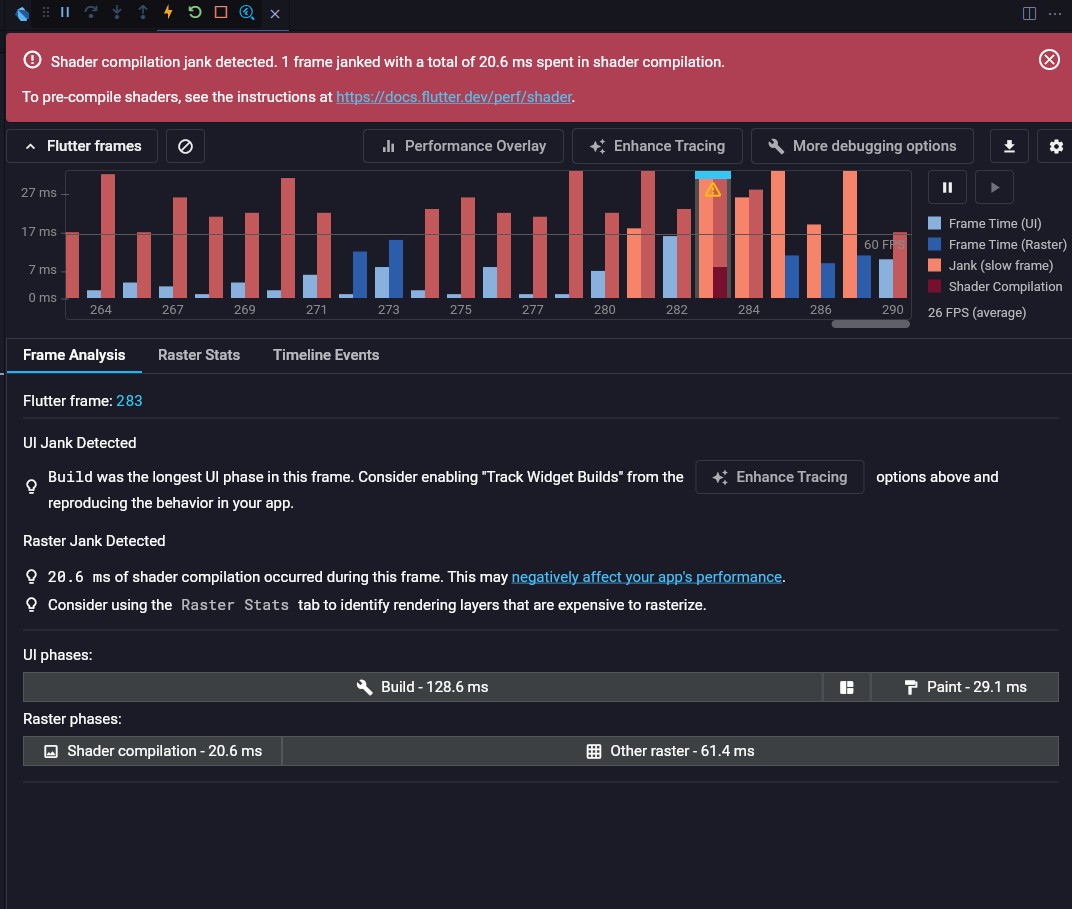 Shader compilation jank detected. 1 frame janked with a total of 20.6 ms spent in shader compilation.
To pre-compile shaders, see the instructions at https://docs.flutter.dev/perf/shader.
Flutter frames
Performance Overlay
Enhance Tracing
More debugging options
27 ms
17 ms
7 ms
0 ms
60 FPS
264 267 269 271 273 275 277 280 282 284 286 290
Frame Time (UI)
Frame Time (Raster)
Jank (slow frame)
Shader Compilation
26 FPS (average)
Frame Analysis Raster Stats Timeline Events
Flutter frame: 283
UI Jank Detected
Build was the longest UI phase in this frame. Consider enabling "Track Widget Builds" from the Enhance Tracing options above and
reproducing the behavior in your app.
Raster Jank Detected
20.6 ms of shader compilation occurred during this frame. This may negatively affect your app's performance.
Consider using the Raster Stats tab to identify rendering layers that are expensive to rasterize.
UI phases:
Build - 128.6 ms Paint - 29.1 ms
Raster phases:
Shader compilation - 20.6 ms Other raster - 61.4 ms